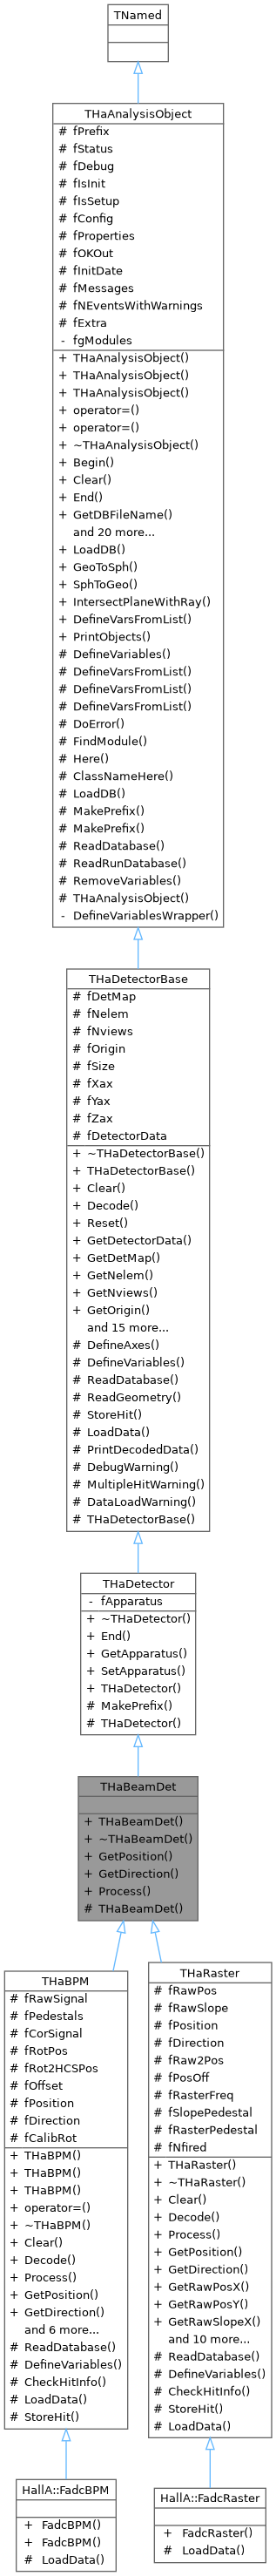 TNamed
THaAnalysisObject
# fPrefix
# fStatus
# fDebug
# fIsInit
# fIsSetup
# fConfig
# fProperties
# fOKOut
# fInitDate
# fMessages
# fNEventsWithWarnings
# fExtra
- fgModules
+ THaAnalysisObject()
+ THaAnalysisObject()
+ THaAnalysisObject()
+ operator=()
+ operator=()
+ ~THaAnalysisObject()
+ Begin()
+ Clear()
+ End()
+ GetDBFileName()
and 20 more...
+ LoadDB()
+ GeoToSph()
+ SphToGeo()
+ IntersectPlaneWithRay()
+ DefineVarsFromList()
+ PrintObjects()
# DefineVariables()
# DefineVarsFromList()
# DefineVarsFromList()
# DefineVarsFromList()
# DoError()
# FindModule()
# Here()
# ClassNameHere()
# LoadDB()
# MakePrefix()
# MakePrefix()
# ReadDatabase()
# ReadRunDatabase()
# RemoveVariables()
# THaAnalysisObject()
- DefineVariablesWrapper()
THaDetectorBase
# fDetMap
# fNelem
# fNviews
# fOrigin
# fSize
# fXax
# fYax
# fZax
# fDetectorData
+ ~THaDetectorBase()
+ THaDetectorBase()
+ Clear()
+ Decode()
+ Reset()
+ GetDetectorData()
+ GetDetMap()
+ GetNelem()
+ GetNviews()
+ GetOrigin()
and 15 more...
# DefineAxes()
# DefineVariables()
# ReadDatabase()
# ReadGeometry()
# StoreHit()
# LoadData()
# PrintDecodedData()
# DebugWarning()
# MultipleHitWarning()
# DataLoadWarning()
# THaDetectorBase()
THaDetector
- fApparatus
+ ~THaDetector()
+ End()
+ GetApparatus()
+ SetApparatus()
+ THaDetector()
# MakePrefix()
# THaDetector()
THaBeamDet
+ THaBeamDet()
+ ~THaBeamDet()
+ GetPosition()
+ GetDirection()
+ Process()
# THaBeamDet()
THaBPM
# fRawSignal
# fPedestals
# fCorSignal
# fRotPos
# fRot2HCSPos
# fOffset
# fPosition
# fDirection
# fCalibRot
+ THaBPM()
+ THaBPM()
+ THaBPM()
+ operator=()
+ ~THaBPM()
+ Clear()
+ Decode()
+ Process()
+ GetPosition()
+ GetDirection()
and 6 more...
# ReadDatabase()
# DefineVariables()
# CheckHitInfo()
# LoadData()
# StoreHit()
THaRaster
# fRawPos
# fRawSlope
# fPosition
# fDirection
# fRaw2Pos
# fPosOff
# fRasterFreq
# fSlopePedestal
# fRasterPedestal
# fNfired
+ THaRaster()
+ ~THaRaster()
+ Clear()
+ Decode()
+ Process()
+ GetPosition()
+ GetDirection()
+ GetRawPosX()
+ GetRawPosY()
+ GetRawSlopeX()
and 10 more...
# ReadDatabase()
# DefineVariables()
# CheckHitInfo()
# StoreHit()
# LoadData()
HallA::FadcBPM
+ FadcBPM()
+ FadcBPM()
# LoadData()
HallA::FadcRaster
+ FadcRaster()
# LoadData()